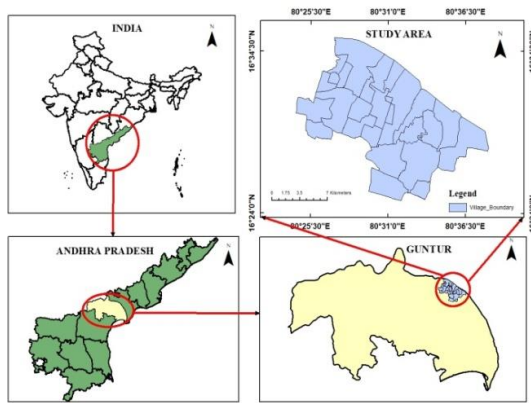 INDIA
N
80°25'30"E 80°31'0"E 80°36'30"E
STUDY AREA
N
16°34'30"N
16°24'0"N
0 1.75 3.5 7 Kilometers
Legend
Village_Boundary
80°25'30"E 80°31'0"E 80°36'30"E
ANDHRA PRADESH
N
GUNTUR
N